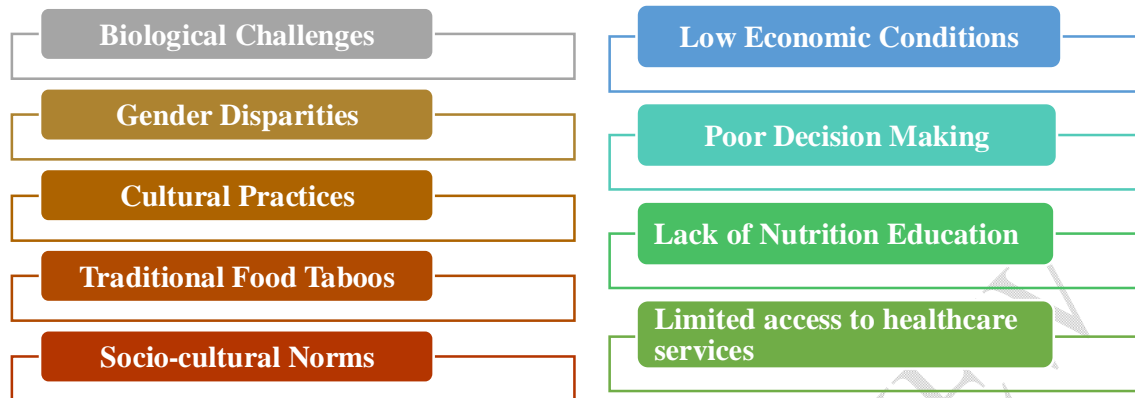 Biological Challenges
Gender Disparities
Cultural Practices
Traditional Food Taboos
Socio-cultural Norms
Low Economic Conditions
Poor Decision Making
Lack of Nutrition Education
Limited access to healthcare
services